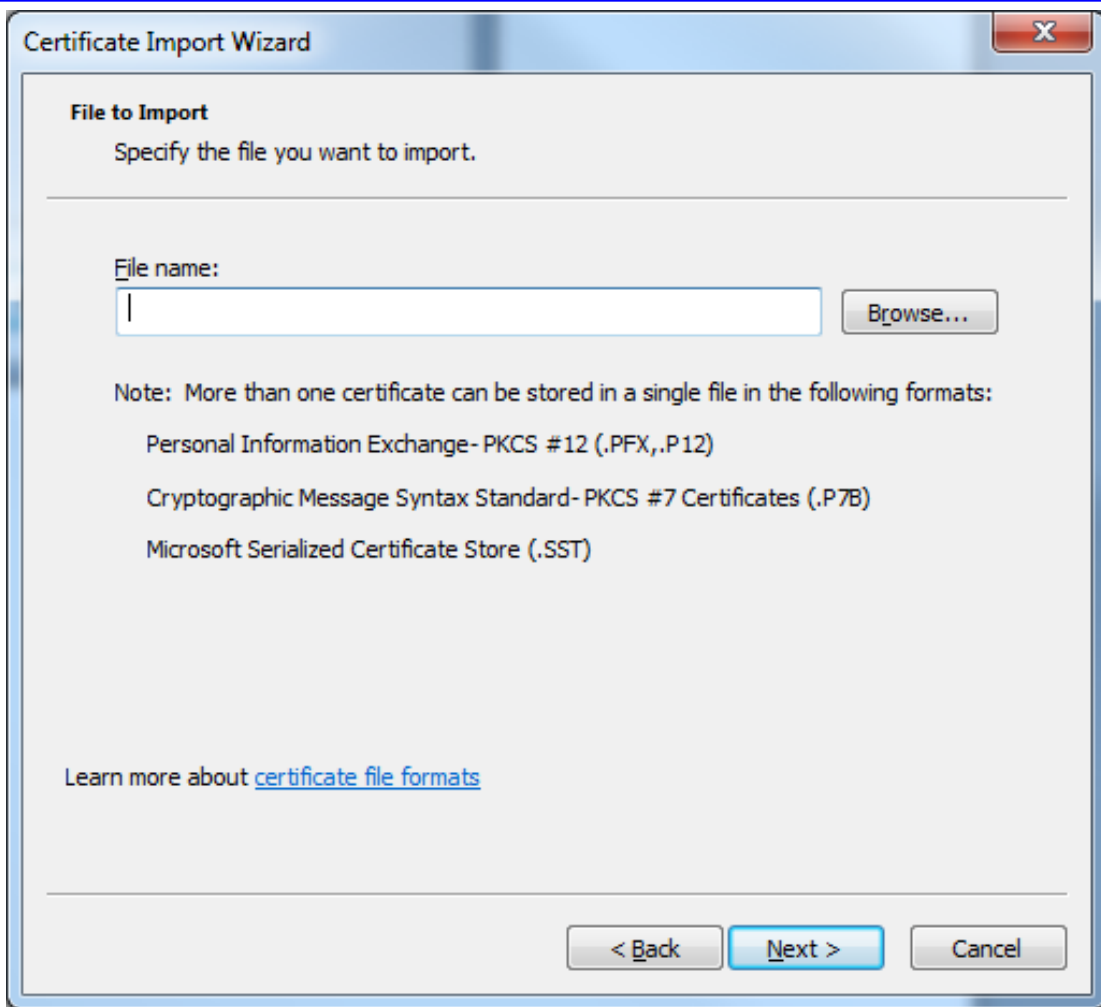 Certificate Import Wizard
File to Import
Specify the file you want to import.
File name:
Browse...
Note:  More than one certificate can be stored in a single file in the following formats:
Personal Information Exchange- PKCS #12 (.PFX,.P12)
Cryptographic Message Syntax Standard- PKCS #7 Certificates (.P7B)
Microsoft Serialized Certificate Store (.SST)
Learn more about certificate file formats
< Back
Next >
Cancel